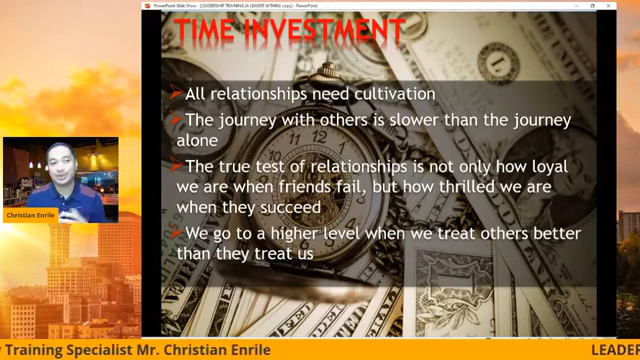 PowerPoint Slide Show - [LEADERSHIP TRAINING (A LEADER WITHIN) copy] - PowerPoint
TIME INVESTMENT
All relationships need cultivation
The journey with others is slower than the journey
alone
The true test of relationships is not only how loyal
we are when friends fail, but how thrilled we are
when they succeed
We go to a higher level when we treat others better
than they treat us
Christian Enrile
Training Specialist Mr. Christian Enrile
LEADER